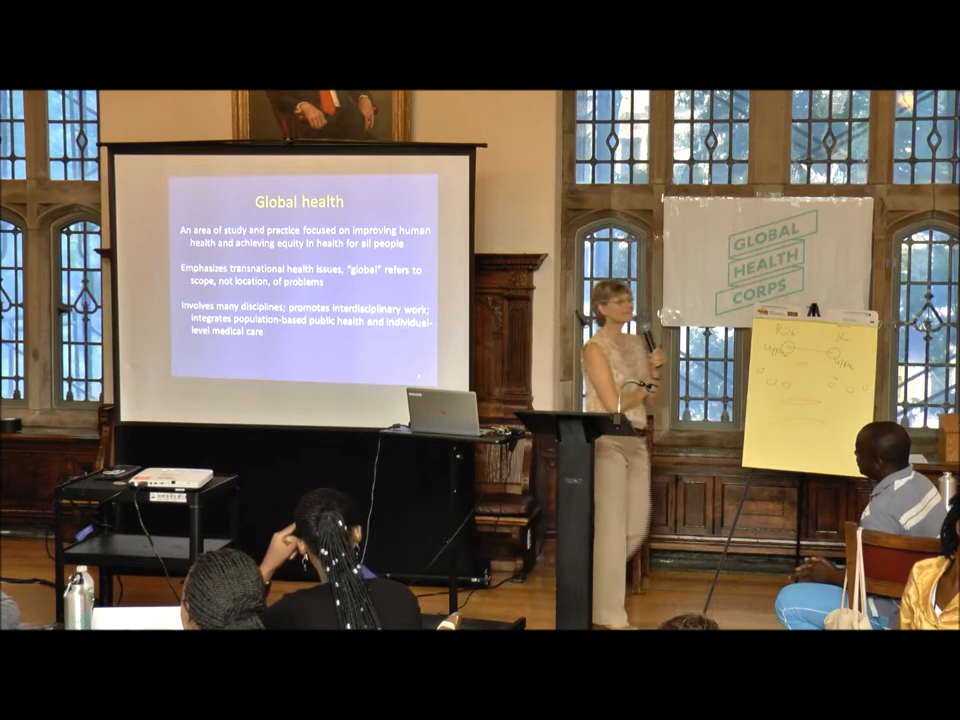 Global health
An area of study and practice focused on improving human
health and achieving equity in health for all people
Emphasizes transnational health issues, "global" refers to
scope, not location, of problems
Involves many disciplines; promotes interdisciplinary work;
integrates population-based public health and individual-
level medical care
GLOBAL
HEALTH
CORPS
Rich